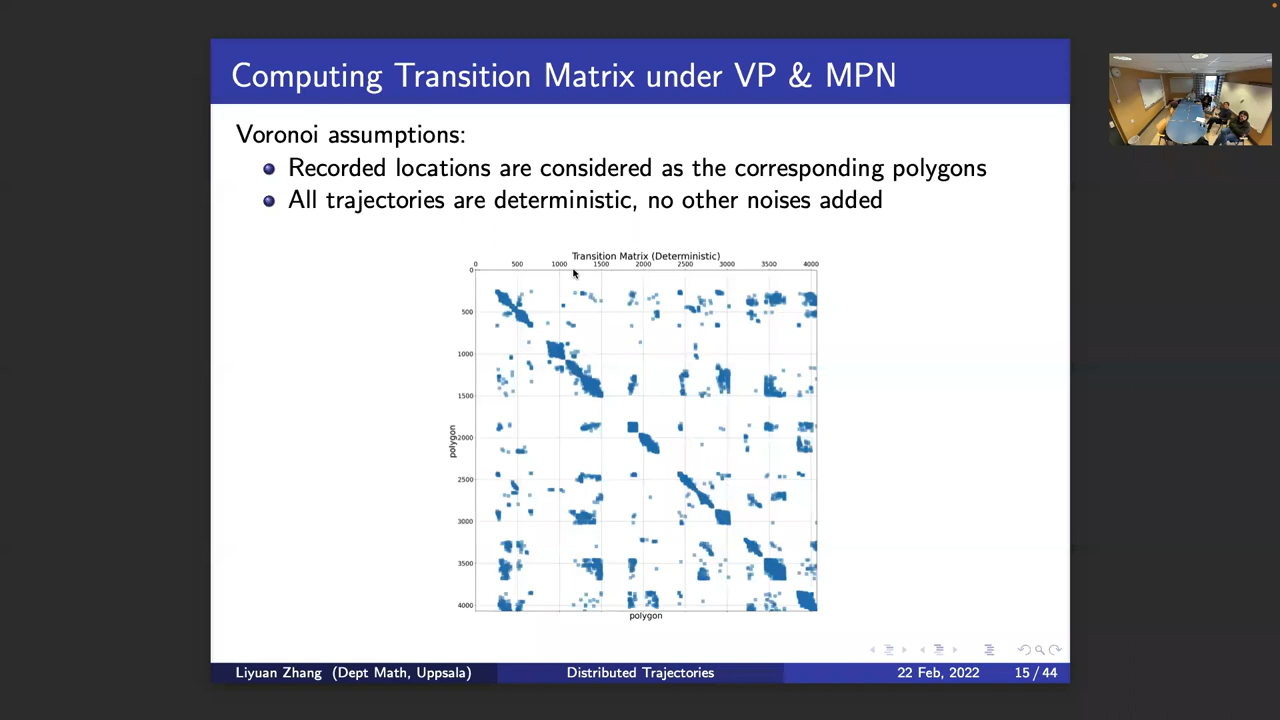 Computing Transition Matrix under VP & MPN
Voronoi assumptions:
Recorded locations are considered as the corresponding polygons
All trajectories are deterministic, no other noises added
Transition Matrix (Deterministic)
0 500 1000 1500 2000 2500 3000 3500 4000
0
500
1000
1500
2000
2500
3000
3500
4000
polygon
polygon
Liyuan Zhang (Dept Math, Uppsala) Distributed Trajectories 22 Feb, 2022 15 / 44